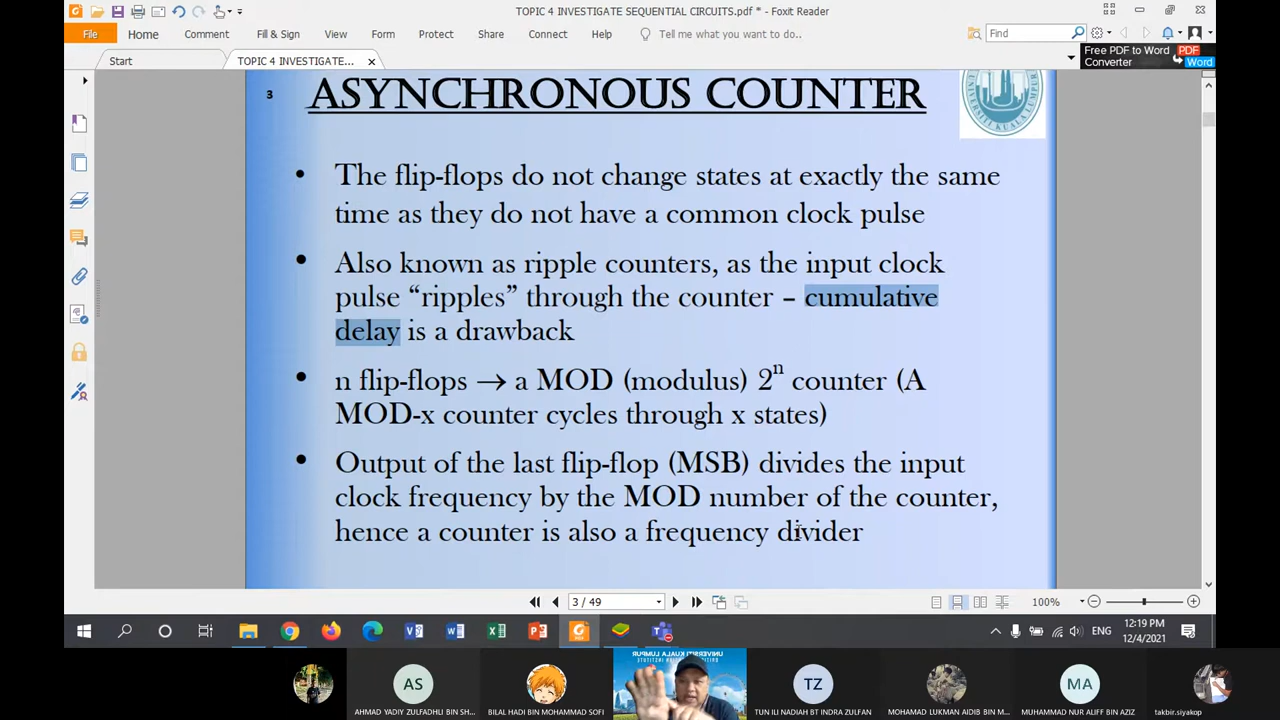 TOPIC 4 INVESTIGATE SEQUENTIAL CIRCUITS.pdf * - Foxit Reader
File Home Comment Fill & Sign View Form Protect Share Connect Help Tell me what you want to do.. Find
Start TOPIC 4 INVESTIGATE... Free PDF to Word Converter PDF Word
3 ASYNCHRONOUS COUNTER
• The flip-flops do not change states at exactly the same
time as they do not have a common clock pulse
• Also known as ripple counters, as the input clock
pulse “ripples” through the counter – cumulative
delay is a drawback
• n flip-flops → a MOD (modulus) 2ⁿ counter (A
MOD-x counter cycles through x states)
• Output of the last flip-flop (MSB) divides the input
clock frequency by the MOD number of the counter,
hence a counter is also a frequency divider
3 / 49 100%
ENG 12:19 PM
12/4/2021
AS TZ MA
AHMAD YADIY ZULFADHLI BIN SH... BILAL HADI BIN MOHAMMAD SOFI TUN ILI NADIAH BT INDRA ZULFAN MOHAMAD LUKMAN AIDIB BIN M... MUHAMMAD NUR ALIFF BIN AZIZ takbir.siyakop